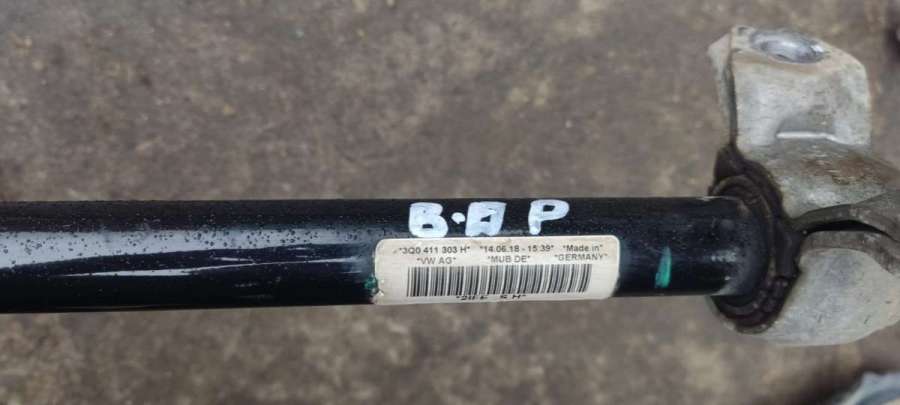 B·
P
*3Q0 411 303 H* *14.06.18 - 15:39* *Made in*
*VW AG* *MUB.DE* *GERMANY*